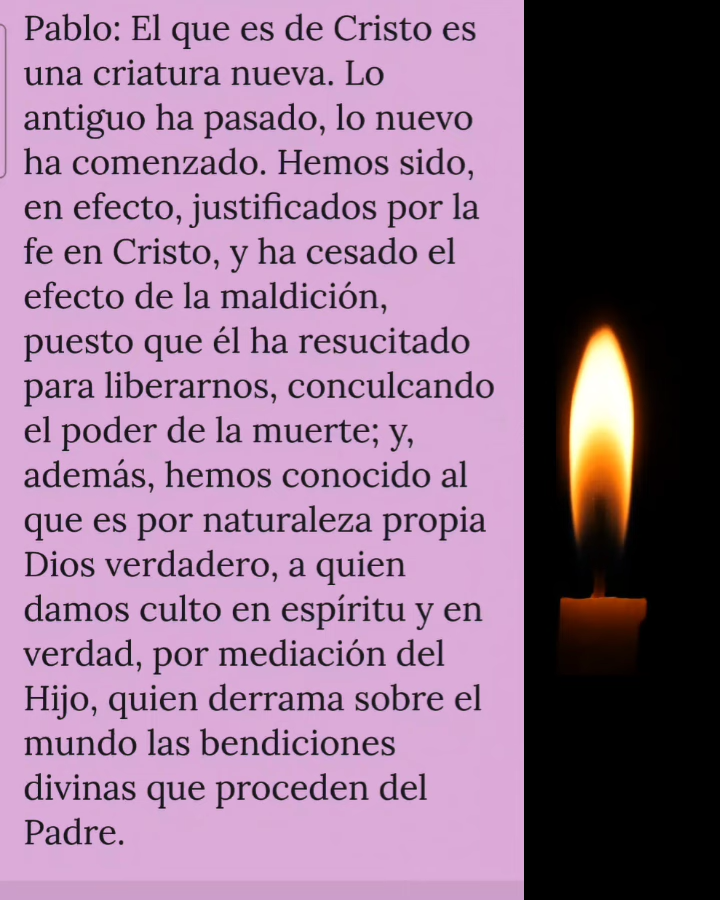 Pablo: El que es de Cristo es
una criatura nueva. Lo
antiguo ha pasado, lo nuevo
ha comenzado. Hemos sido,
en efecto, justificados por la
fe en Cristo, y ha cesado el
efecto de la maldición,
puesto que él ha resucitado
para liberarnos, conculcando
el poder de la muerte; y,
además, hemos conocido al
que es por naturaleza propia
Dios verdadero, a quien
damos culto en espíritu y en
verdad, por mediación del
Hijo, quien derrama sobre el
mundo las bendiciones
divinas que proceden del
Padre.